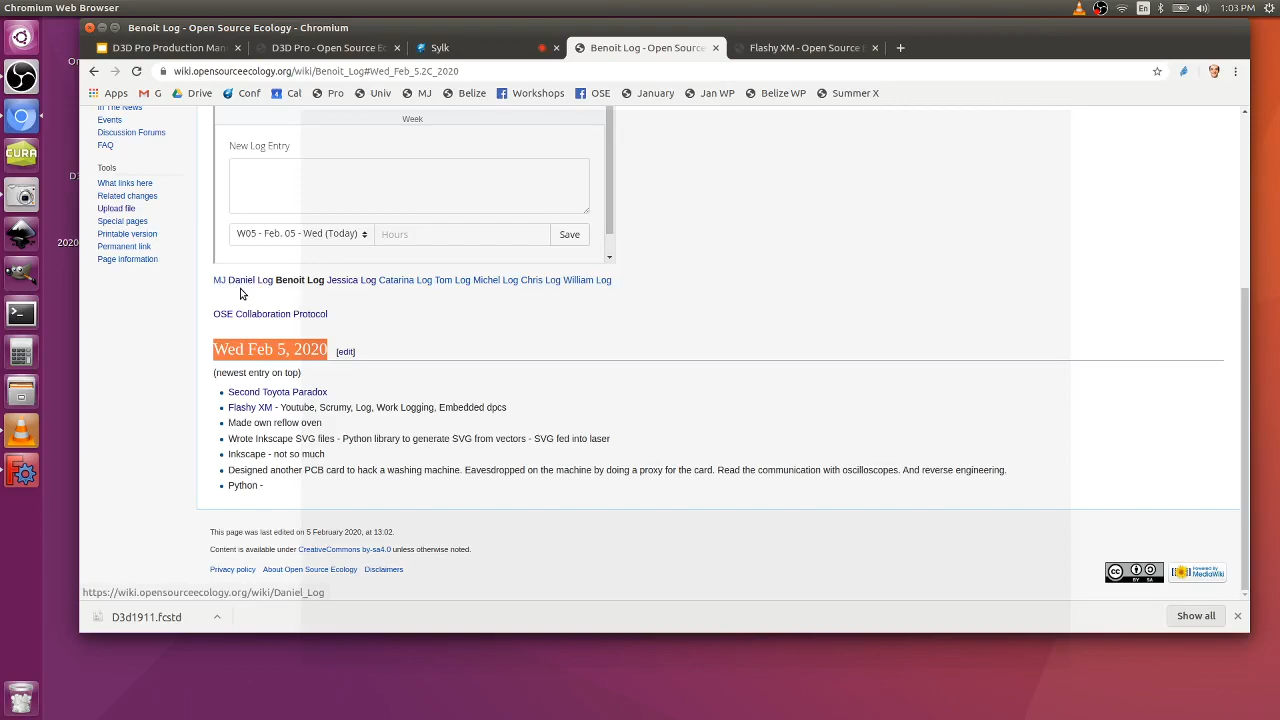 Chromium Web Browser
En
1:03 PM
Benoit Log - Open Source Ecology - Chromium
D3D Pro Production Man
D3D Pro - Open Source Ec
Sylk
Benoit Log - Open Source
Flashy XM - Open Source E
wiki.opensourceecology.org/wiki/Benoit_Log#Wed_Feb_5.2C_2020
Apps
G
Drive
Conf
Cal
Pro
Univ
MJ
Belize
Workshops
OSE
January
Jan WP
Belize WP
Summer X
In The News
Events
Discussion Forums
FAQ
Tools
What links here
Related changes
Upload file
Special pages
Printable version
Permanent link
Page information
Week
New Log Entry
W05 - Feb. 05 - Wed (Today)
Hours
Save
MJ Daniel Log Benoit Log Jessica Log Catarina Log Tom Log Michel Log Chris Log William Log
OSE Collaboration Protocol
Wed Feb 5, 2020 [edit]
(newest entry on top)
Second Toyota Paradox
Flashy XM - Youtube, Scrumy, Log, Work Logging, Embedded dpcs
Made own reflow oven
Wrote Inkscape SVG files - Python library to generate SVG from vectors - SVG fed into laser
Inkscape - not so much
Designed another PCB card to hack a washing machine. Eavesdropped on the machine by doing a proxy for the card. Read the communication with oscilloscopes. And reverse engineering.
Python -
This page was last edited on 5 February 2020, at 13:02.
Content is available under CreativeCommons by-sa4.0 unless otherwise noted.
Privacy policy About Open Source Ecology Disclaimers
BY SA
Powered By MediaWiki
https://wiki.opensourceecology.org/wiki/Daniel_Log
D3d1911.fcstd
Show all
CURA